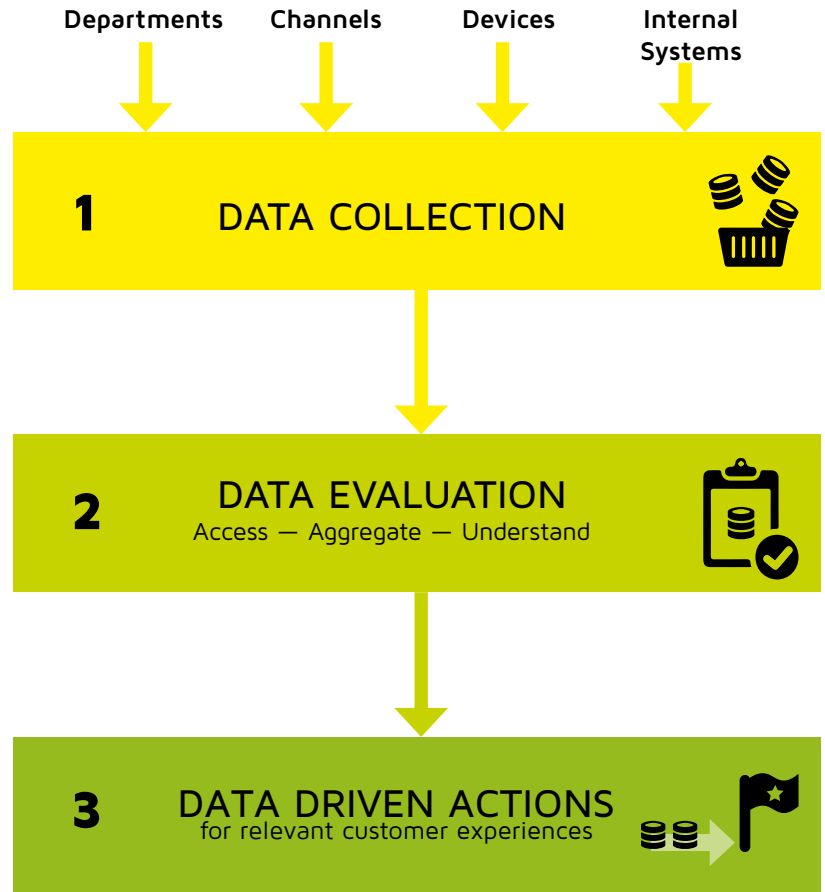 Departments Channels Devices Internal
Systems
1 DATA COLLECTION
2 DATA EVALUATION
Access — Aggregate — Understand
3 DATA DRIVEN ACTIONS
for relevant customer experiences